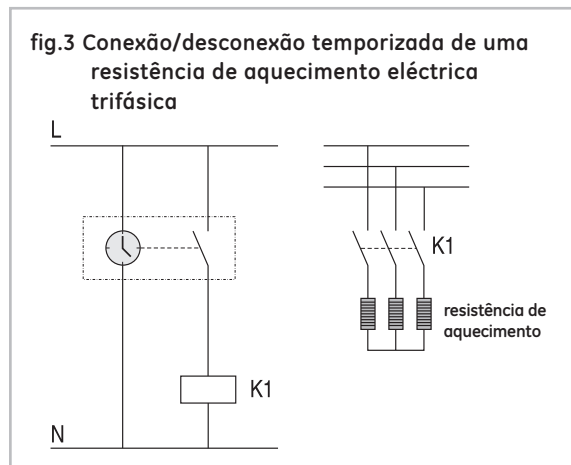 fig.3 Conexão/desconexão temporizada de uma
resistência de aquecimento eléctrica
trifásica
L
K1
resistência de
aquecimento
K1
N